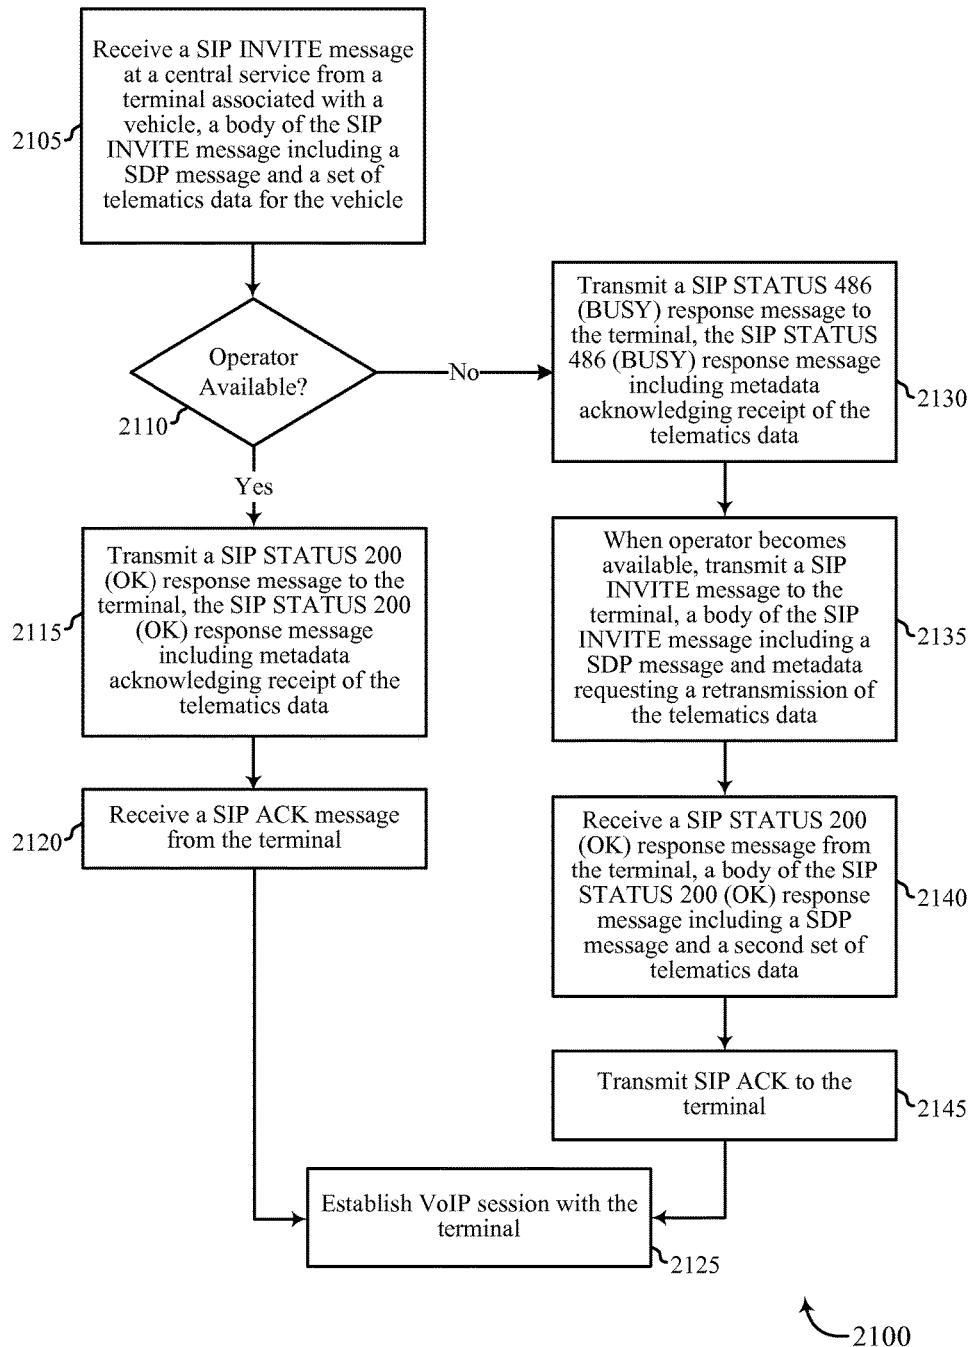 Receive a SIP INVITE message
at a central service from a
terminal associated with a
vehicle, a body of the SIP
INVITE message including a
SDP message and a set of
telematics data for the vehicle
2105
Operator
Available?
2110
No
Yes
Transmit a SIP STATUS 486
(BUSY) response message to
the terminal, the SIP STATUS
486 (BUSY) response message
including metadata
acknowledging receipt of the
telematics data
2130
Transmit a SIP STATUS 200
(OK) response message to the
terminal, the SIP STATUS 200
(OK) response message
including metadata
acknowledging receipt of the
telematics data
2115
When operator becomes
available, transmit a SIP
INVITE message to the
terminal, a body of the SIP
INVITE message including a
SDP message and metadata
requesting a retransmission of
the telematics data
2135
Receive a SIP ACK message
from the terminal
2120
Receive a SIP STATUS 200
(OK) response message from
the terminal, a body of the SIP
STATUS 200 (OK) response
message including a SDP
message and a second set of
telematics data
2140
Transmit SIP ACK to the
terminal
2145
Establish VoIP session with the
terminal
2125
2100